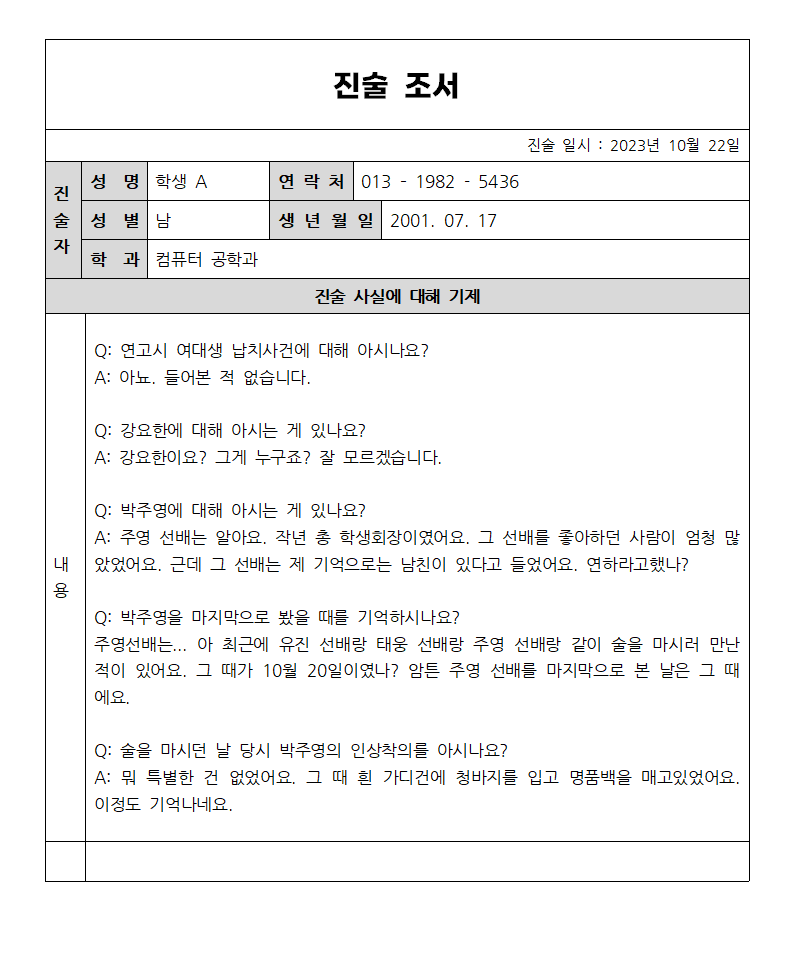 진술 조서
진술 일시 : 2023년 10월 22일
진술자
성 명 학생 A 연 락 처 013 - 1982 - 5436
성 별 남 생 년 월 일 2001. 07. 17
학 과 컴퓨터 공학과
진술 사실에 대해 기제
내용
Q: 연고시 여대생 납치사건에 대해 아시나요?
A: 아뇨. 들어본 적 없습니다.
Q: 강요한에 대해 아시는 게 있나요?
A: 강요한이요? 그게 누구죠? 잘 모르겠습니다.
Q: 박주영에 대해 아시는 게 있나요?
A: 주영 선배는 알아요. 작년 총 학생회장이였어요. 그 선배를 좋아하던 사람이 엄청 많
았었어요. 근데 그 선배는 제 기억으로는 남친이 있다고 들었어요. 연하라고했나?
Q: 박주영을 마지막으로 봤을 때를 기억하시나요?
주영선배는... 아 최근에 유진 선배랑 태웅 선배랑 주영 선배랑 같이 술을 마시러 만난
적이 있어요. 그 때가 10월 20일이였나? 암튼 주영 선배를 마지막으로 본 날은 그 때
에요.
Q: 술을 마시던 날 당시 박주영의 인상착의를 아시나요?
A: 뭐 특별한 건 없었어요. 그 때 흰 가디건에 청바지를 입고 명품백을 매고있었어요.
이정도 기억나네요.